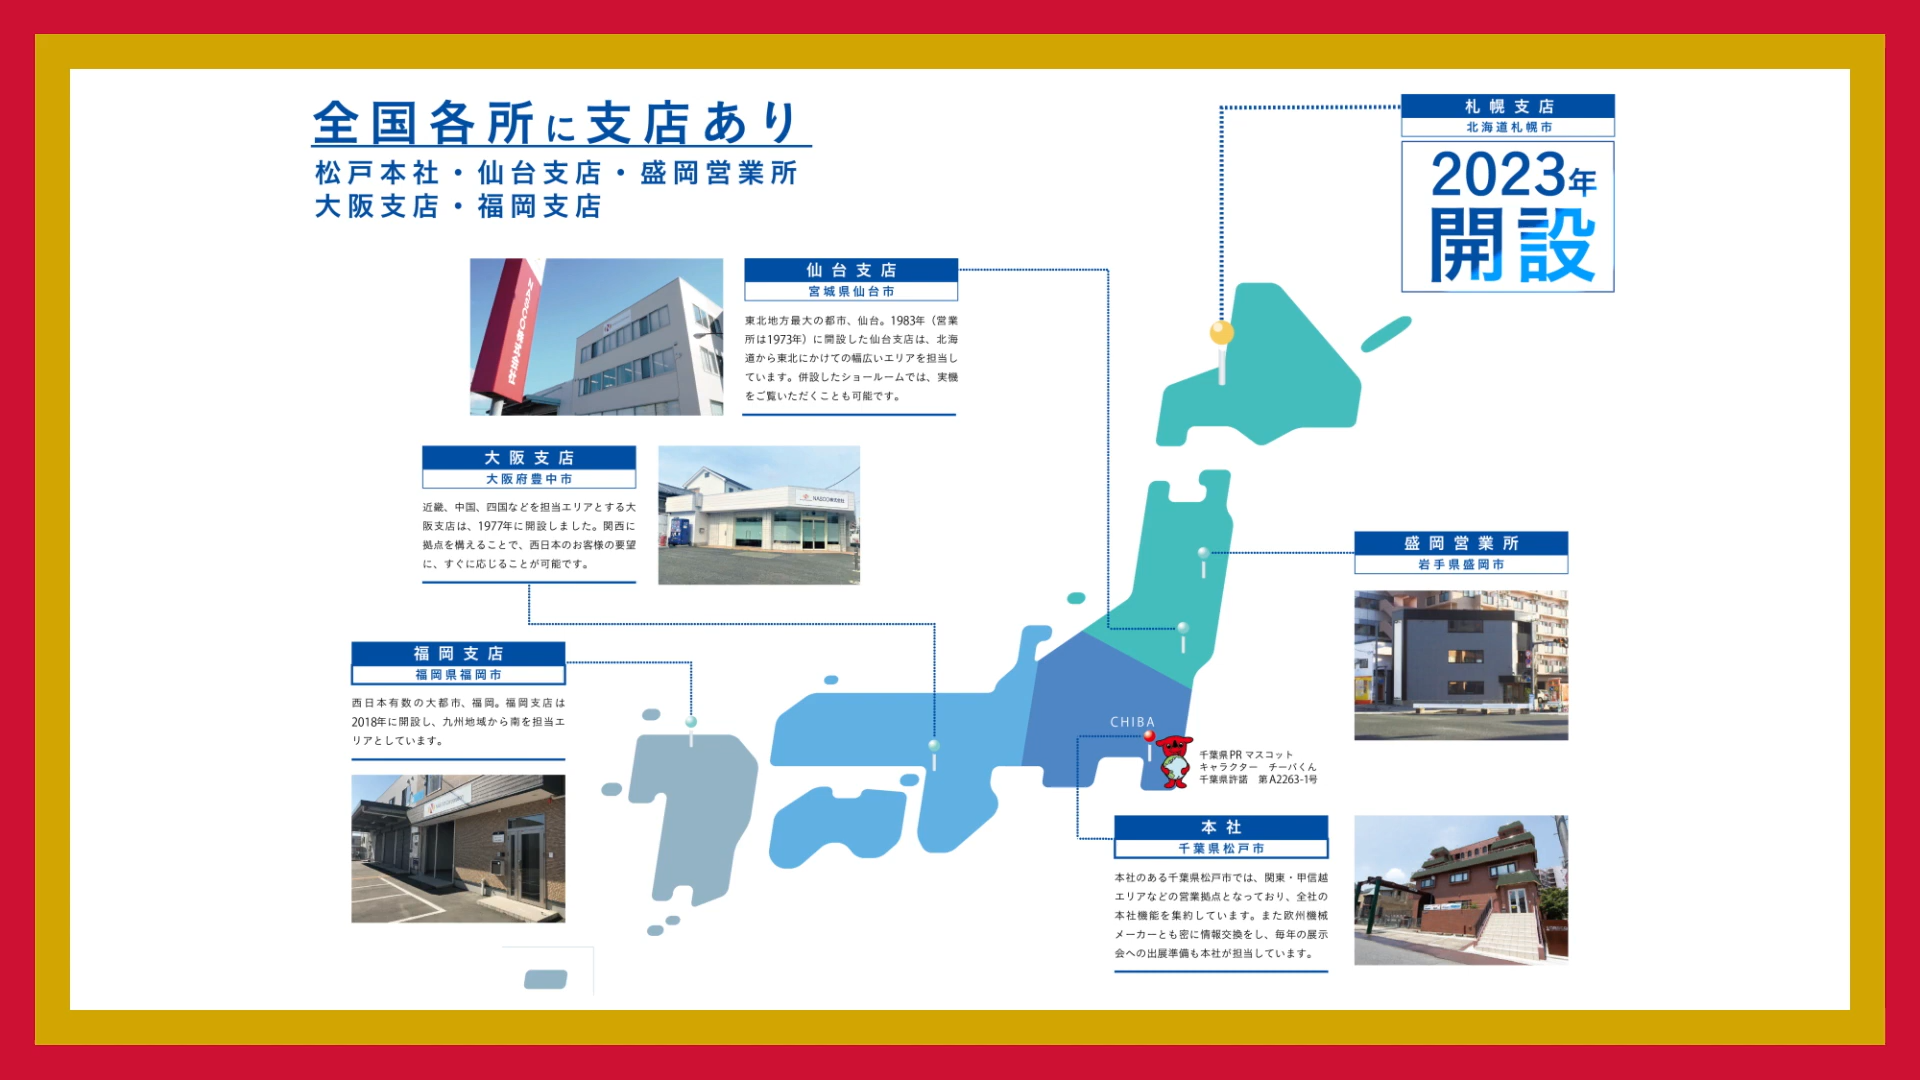 全国各所に支店あり
松戸本社・仙台支店・盛岡営業所
大阪支店・福岡支店
札幌支店
北海道札幌市
2023年
開設
仙台支店
宮城県仙台市
東北地方最大の都市、仙台。1983年（営業
所は1973年）に開設した仙台支店は、北海
道から東北にかけての幅広いエリアを担当し
ています。併設したショールームでは、実機
をご覧いただくことも可能です。
大阪支店
大阪府豊中市
近畿、中国、四国などを担当エリアとする大
阪支店は、1977年に開設しました。関西に
拠点を構えることで、西日本のお客様の要望
に、すぐに応じることが可能です。
NASCO株式会社
盛岡営業所
岩手県盛岡市
福岡支店
福岡県福岡市
西日本有数の大都市、福岡。福岡支店は
2018年に開設し、九州地域から南を担当エ
リアとしています。
CHIBA
千葉県PRマスコット
キャラクター　チーバくん
千葉県許諾　第A2263-1号
本社
千葉県松戸市
本社のある千葉県松戸市では、関東・甲信越
エリアなどの営業拠点となっており、全社の
本社機能を集約しています。また欧州機械
メーカーとも密に情報交換をし、毎年の展示
会への出展準備も本社が担当しています。